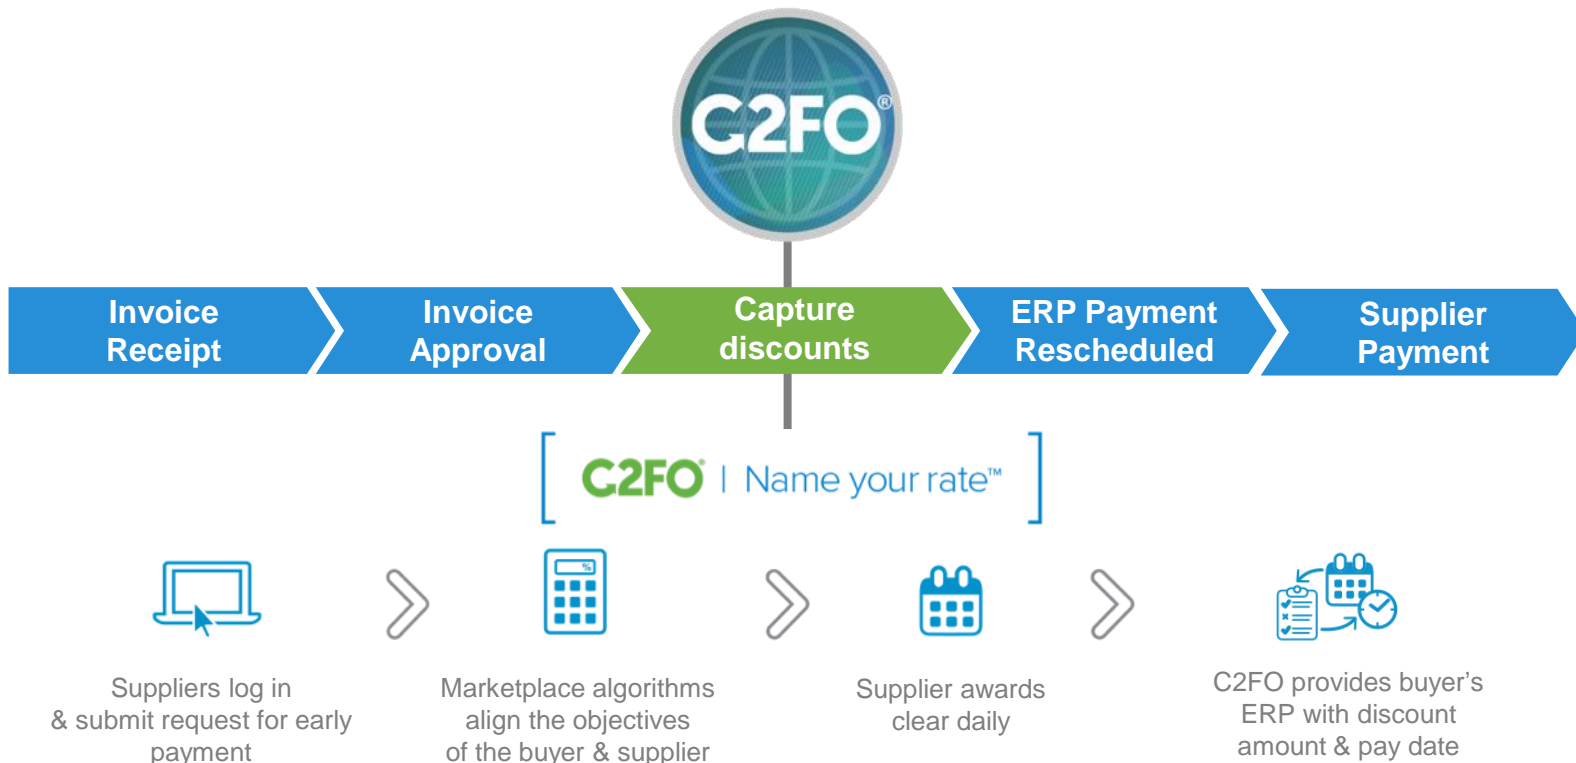 C2FO®
Invoice
Receipt
Invoice
Approval
Capture
discounts
ERP Payment
Rescheduled
Supplier
Payment
C2FO® | Name your rate™
%
Suppliers log in
& submit request for early
payment
Marketplace algorithms
align the objectives
of the buyer & supplier
Supplier awards
clear daily
C2FO provides buyer’s
ERP with discount
amount & pay date